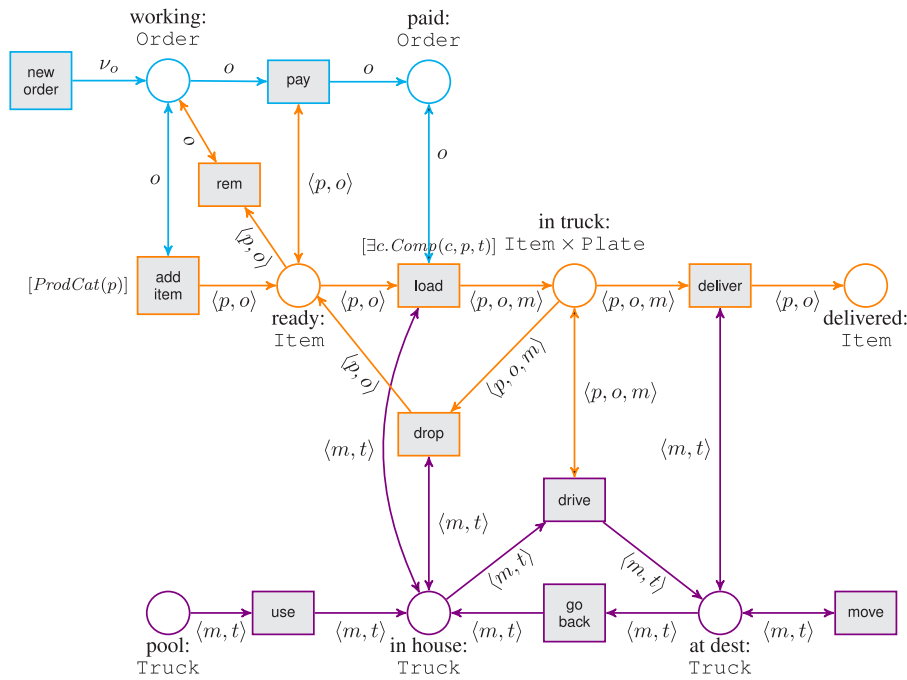 working:
Order
paid:
Order
new
order
ν_o
o
pay
o
o
o
rem
⟨p, o⟩
o
⟨p, o⟩
[∃c.Comp(c, p, t)]
in truck:
Item × Plate
[ProdCat(p)]
add
item
⟨p, o⟩
ready:
Item
⟨p, o⟩
load
⟨p, o, m⟩
⟨p, o, m⟩
deliver
⟨p, o⟩
delivered:
Item
⟨p, o⟩
⟨p, o, m⟩
⟨p, o, m⟩
drop
⟨m, t⟩
⟨m, t⟩
⟨m, t⟩
drive
⟨m, t⟩
⟨m, t⟩
pool:
Truck
⟨m, t⟩
use
⟨m, t⟩
in house:
Truck
⟨m, t⟩
go
back
⟨m, t⟩
at dest:
Truck
⟨m, t⟩
move